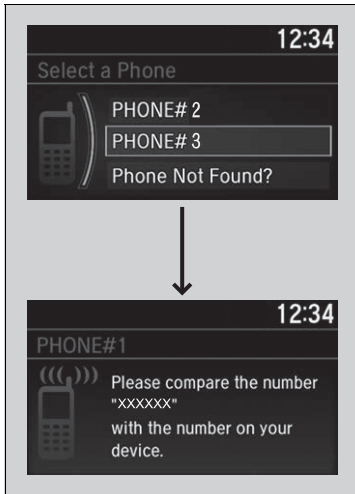 12:34
Select a Phone
PHONE# 2
PHONE# 3
Phone Not Found?
12:34
PHONE#1
Please compare the number
"XXXXXX"
with the number on your
device.